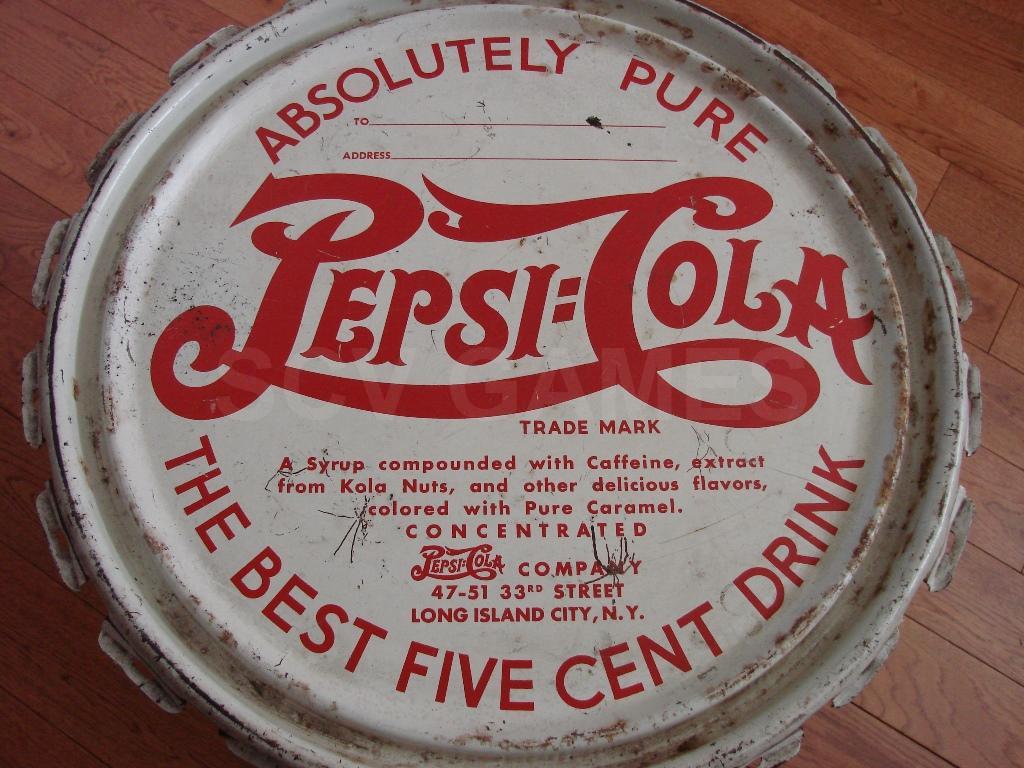 ABSOLUTELY PURE
TO
ADDRESS
PEPSI=COLA
TRADE MARK
A Syrup compounded with Caffeine, extract
from Kola Nuts, and other delicious flavors,
colored with Pure Caramel.
CONCENTRATED
PEPSI=COLA COMPANY
47-51 33RD STREET
LONG ISLAND CITY, N.Y.
THE BEST FIVE CENT DRINK
SCV GAMES